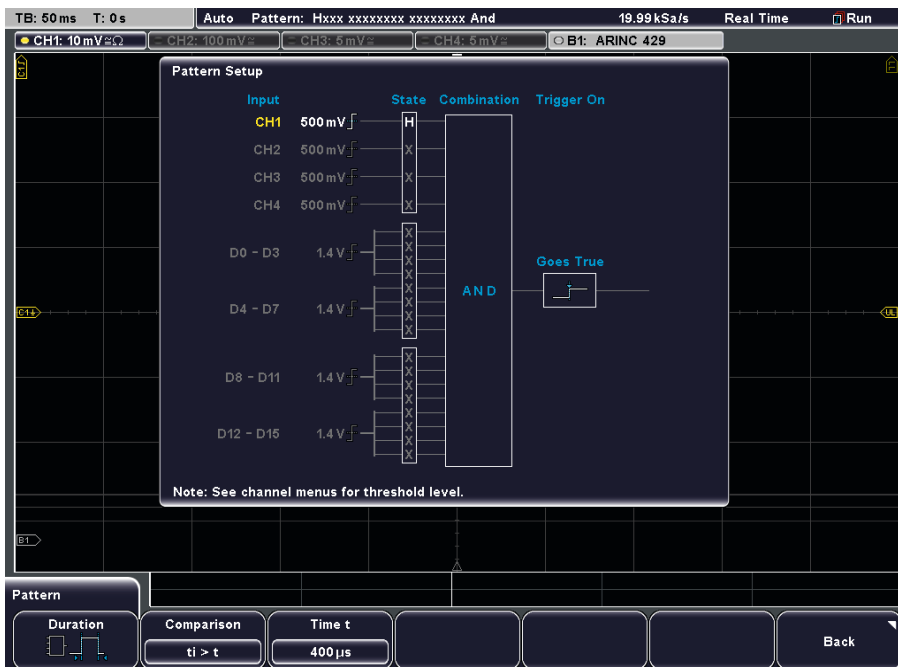 TB: 50 ms T: 0 s Auto Pattern: Hxxx xxxxxxxx xxxxxxxx And 19.99 kSa/s Real Time Run
CH1: 10 mV≅Ω CH2: 100 mV≅ CH3: 5 mV≅ CH4: 5 mV≅ B1: ARINC 429
C1
TL
Pattern Setup
Input State Combination Trigger On
CH1 500 mV H
CH2 500 mV X
CH3 500 mV X
CH4 500 mV X
X
D0 - D3 1.4 V X
X
X
Goes True
X
AND
D4 - D7 1.4 V X
X
X
C1 UL
X
D8 - D11 1.4 V X
X
X
X
D12 - D15 1.4 V X
X
X
Note: See channel menus for threshold level.
B1
Pattern
Duration Comparison Time t
ti > t 400 µs Back